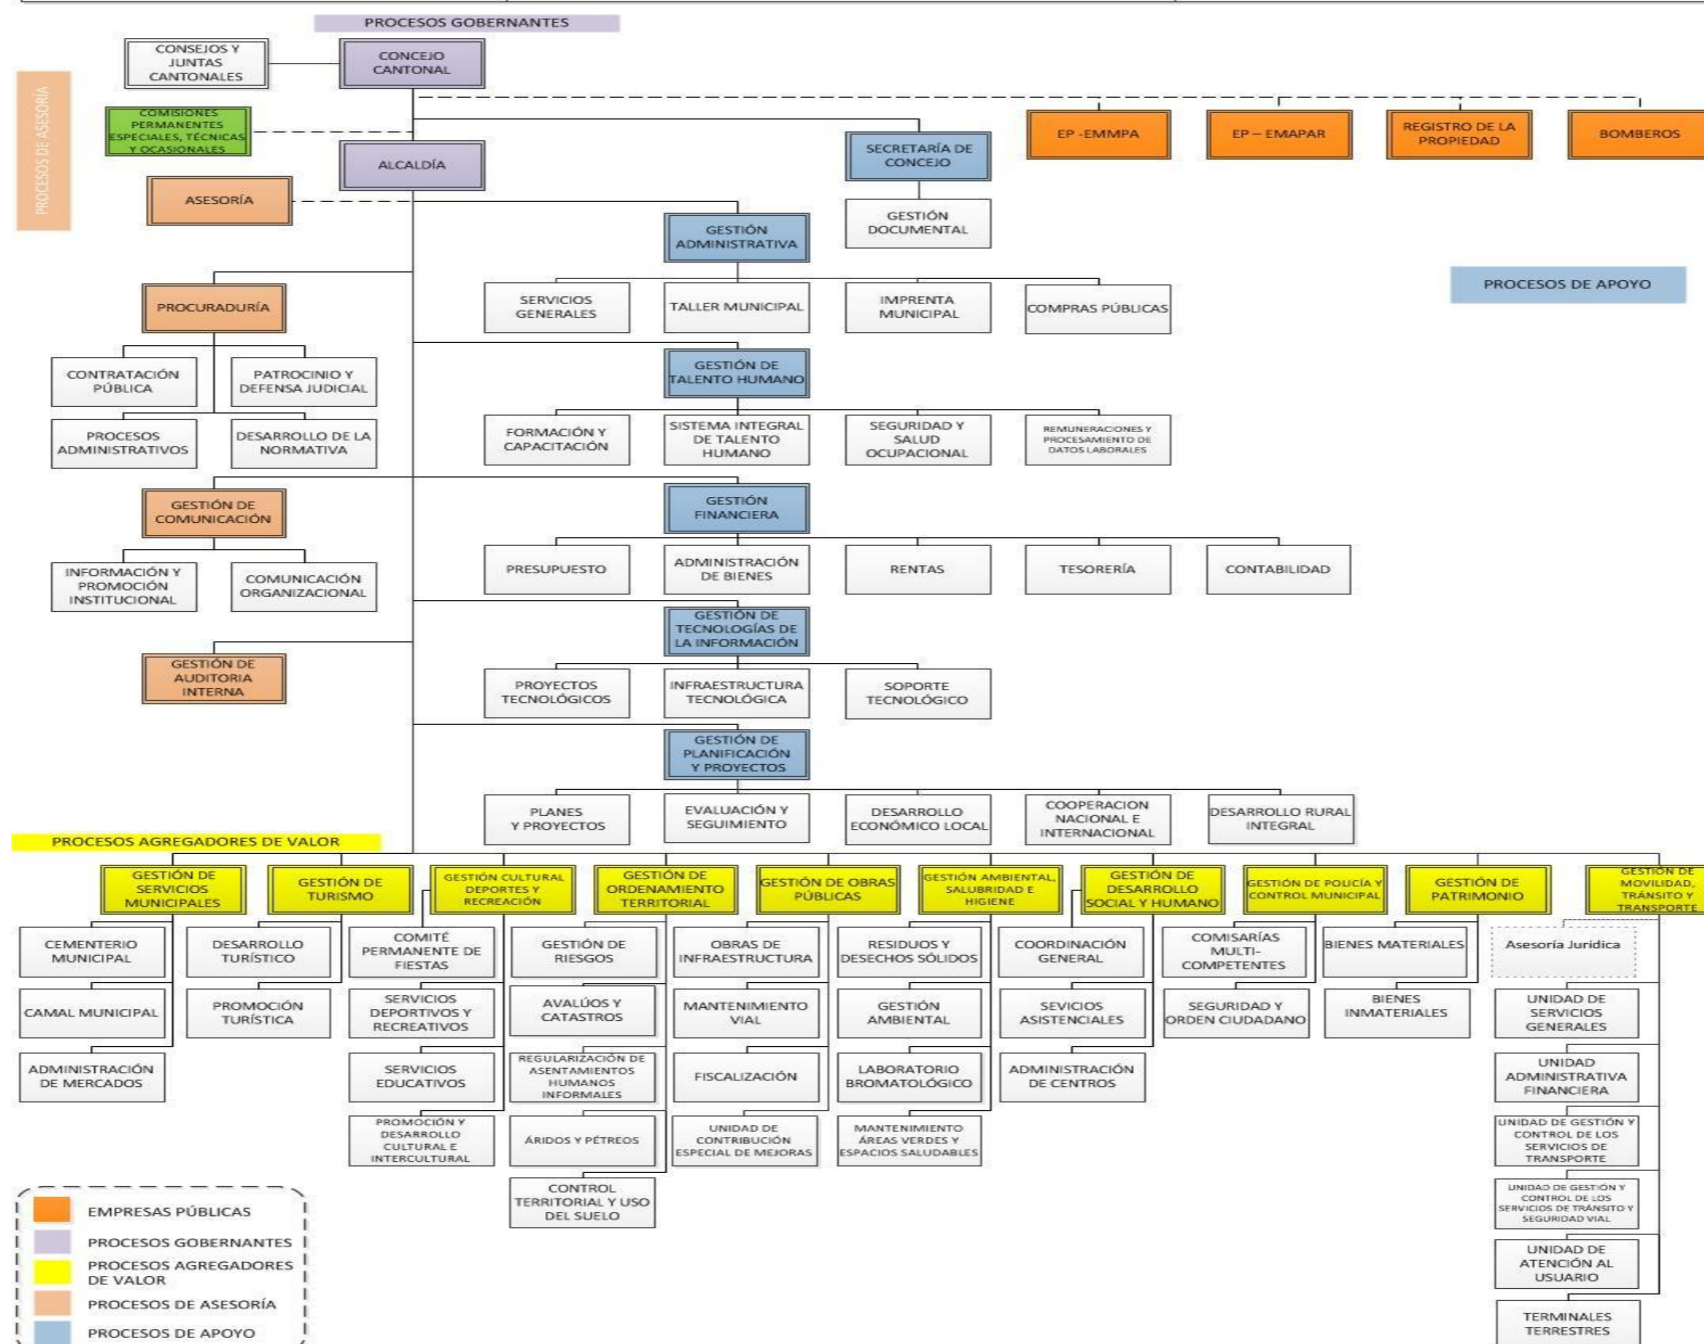 PROCESOS GOBERNANTES
CONSEJOS Y
JUNTAS
CANTONALES
CONCEJO
CANTONAL
PROCESOS DE ASESORÍA
COMISIONES
PERMANENTES
ESPECIALES, TÉCNICAS
Y OCASIONALES
EP -EMMPA
EP – EMAPAR
REGISTRO DE LA
PROPIEDAD
BOMBEROS
ALCALDÍA
SECRETARÍA DE
CONCEJO
ASESORÍA
GESTIÓN
DOCUMENTAL
GESTIÓN
ADMINISTRATIVA
PROCESOS DE APOYO
PROCURADURÍA
SERVICIOS
GENERALES
TALLER MUNICIPAL
IMPRENTA
MUNICIPAL
COMPRAS PÚBLICAS
CONTRATACIÓN
PÚBLICA
PATROCINIO Y
DEFENSA JUDICIAL
GESTIÓN DE
TALENTO HUMANO
PROCESOS
ADMINISTRATIVOS
DESARROLLO DE LA
NORMATIVA
FORMACIÓN Y
CAPACITACIÓN
SISTEMA INTEGRAL
DE TALENTO
HUMANO
SEGURIDAD Y
SALUD
OCUPACIONAL
REMUNERACIONES Y
PROCESAMIENTO DE
DATOS LABORALES
GESTIÓN DE
COMUNICACIÓN
GESTIÓN
FINANCIERA
INFORMACIÓN Y
PROMOCIÓN
INSTITUCIONAL
COMUNICACIÓN
ORGANIZACIONAL
PRESUPUESTO
ADMINISTRACIÓN
DE BIENES
RENTAS
TESORERÍA
CONTABILIDAD
GESTIÓN DE
TECNOLOGÍAS DE
LA INFORMACIÓN
GESTIÓN DE
AUDITORIA
INTERNA
PROYECTOS
TECNOLÓGICOS
INFRAESTRUCTURA
TECNOLÓGICA
SOPORTE
TECNOLÓGICO
GESTIÓN DE
PLANIFICACIÓN
Y PROYECTOS
PLANES
Y PROYECTOS
EVALUACIÓN Y
SEGUIMIENTO
DESARROLLO
ECONÓMICO LOCAL
COOPERACION
NACIONAL E
INTERNACIONAL
DESARROLLO RURAL
INTEGRAL
PROCESOS AGREGADORES DE VALOR
GESTIÓN DE
SERVICIOS
MUNICIPALES
GESTIÓN DE
TURISMO
GESTIÓN CULTURAL
DEPORTES Y
RECREACIÓN
GESTIÓN DE
ORDENAMIENTO
TERRITORIAL
GESTIÓN DE OBRAS
PÚBLICAS
GESTIÓN AMBIENTAL,
SALUBRIDAD E
HIGIENE
GESTIÓN DE
DESARROLLO
SOCIAL Y HUMANO
GESTIÓN DE POLICÍA Y
CONTROL MUNICIPAL
GESTIÓN DE
PATRIMONIO
GESTIÓN DE
MOVILIDAD,
TRÁNSITO Y
TRANSPORTE
CEMENTERIO
MUNICIPAL
DESARROLLO
TURÍSTICO
COMITÉ
PERMANENTE DE
FIESTAS
GESTIÓN DE
RIESGOS
OBRAS DE
INFRAESTRUCTURA
RESIDUOS Y
DESECHOS SÓLIDOS
COORDINACIÓN
GENERAL
COMISARÍAS
MULTI-
COMPETENTES
BIENES MATERIALES
Asesoría Jurídica
CAMAL MUNICIPAL
PROMOCIÓN
TURÍSTICA
SERVICIOS
DEPORTIVOS Y
RECREATIVOS
AVALÚOS Y
CATASTROS
MANTENIMIENTO
VIAL
GESTIÓN
AMBIENTAL
SEVICIOS
ASISTENCIALES
SEGURIDAD Y
ORDEN CIUDADANO
BIENES
INMATERIALES
UNIDAD DE
SERVICIOS
GENERALES
ADMINISTRACIÓN
DE MERCADOS
SERVICIOS
EDUCATIVOS
REGULARIZACIÓN DE
ASENTAMIENTOS
HUMANOS
INFORMALES
FISCALIZACIÓN
LABORATORIO
BROMATOLÓGICO
ADMINISTRACIÓN
DE CENTROS
UNIDAD
ADMINISTRATIVA
FINANCIERA
PROMOCIÓN Y
DESARROLLO
CULTURAL E
INTERCULTURAL
ÁRIDOS Y PÉTREOS
UNIDAD DE
CONTRIBUCIÓN
ESPECIAL DE MEJORAS
MANTENIMIENTO
ÁREAS VERDES Y
ESPACIOS SALUDABLES
UNIDAD DE GESTIÓN Y
CONTROL DE LOS
SERVICIOS DE
TRANSPORTE
CONTROL
TERRITORIAL Y USO
DEL SUELO
UNIDAD DE GESTIÓN Y
CONTROL DE LOS
SERVICIOS DE TRÁNSITO Y
SEGURIDAD VIAL
UNIDAD DE
ATENCIÓN AL
USUARIO
TERMINALES
TERRESTRES
EMPRESAS PÚBLICAS
PROCESOS GOBERNANTES
PROCESOS AGREGADORES
DE VALOR
PROCESOS DE ASESORÍA
PROCESOS DE APOYO